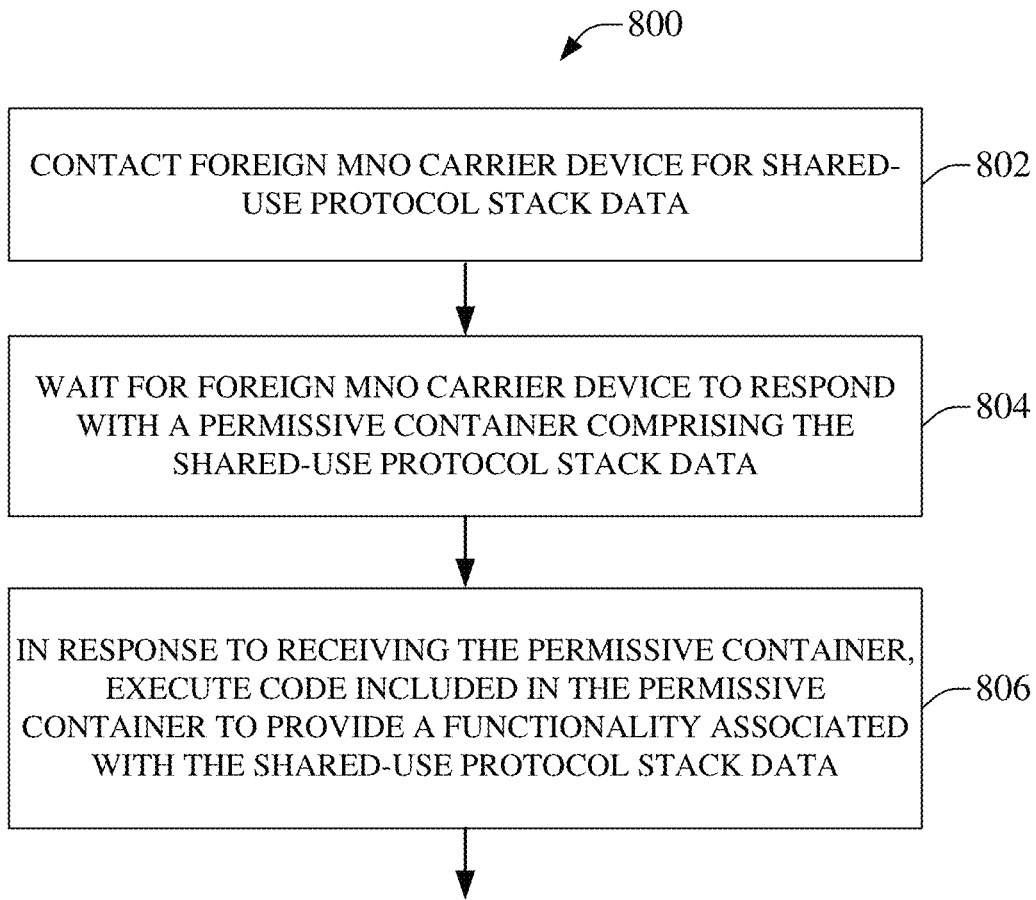 800
CONTACT FOREIGN MNO CARRIER DEVICE FOR SHARED-
USE PROTOCOL STACK DATA
802
WAIT FOR FOREIGN MNO CARRIER DEVICE TO RESPOND
WITH A PERMISSIVE CONTAINER COMPRISING THE
SHARED-USE PROTOCOL STACK DATA
804
IN RESPONSE TO RECEIVING THE PERMISSIVE CONTAINER,
EXECUTE CODE INCLUDED IN THE PERMISSIVE
CONTAINER TO PROVIDE A FUNCTIONALITY ASSOCIATED
WITH THE SHARED-USE PROTOCOL STACK DATA
806